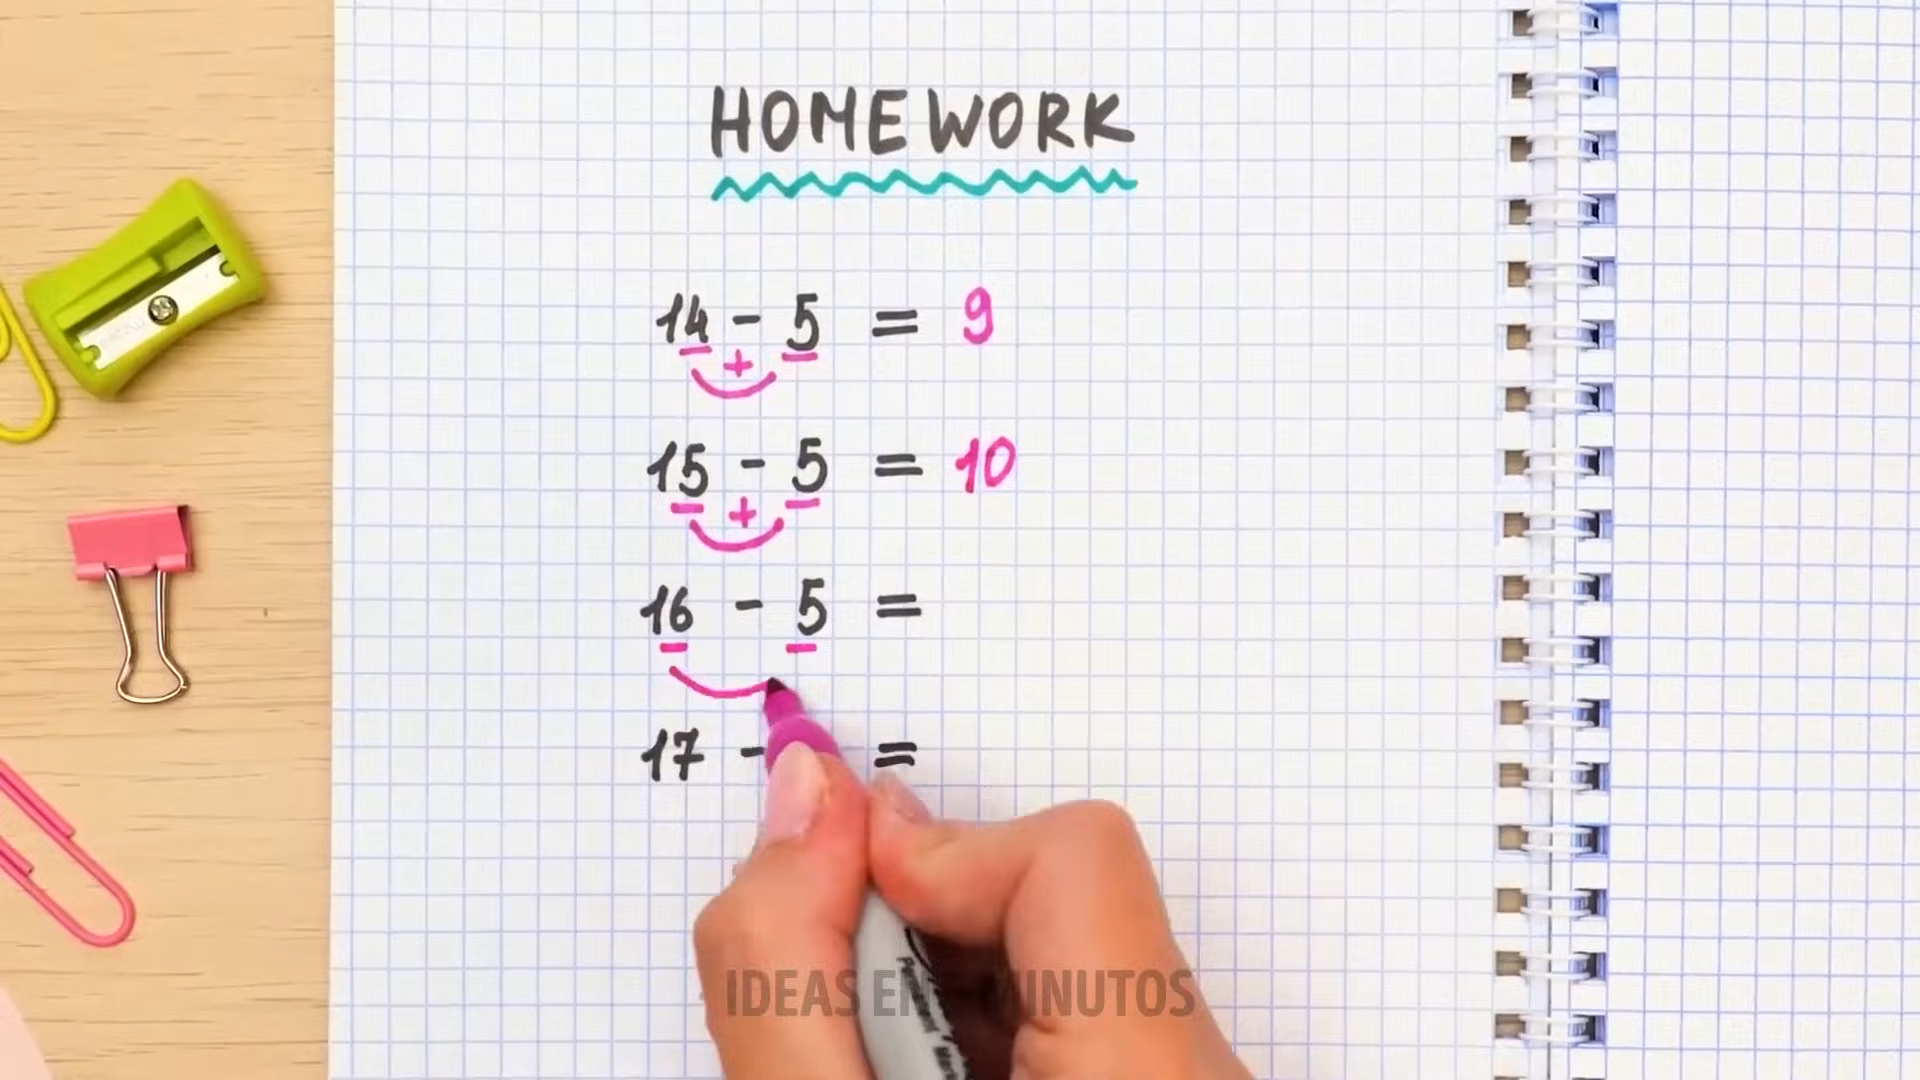 HOMEWORK
14 - 5 = 9
+
15 - 5 = 10
+
16 - 5 =
17 - =
IDEAS EN MINUTOS